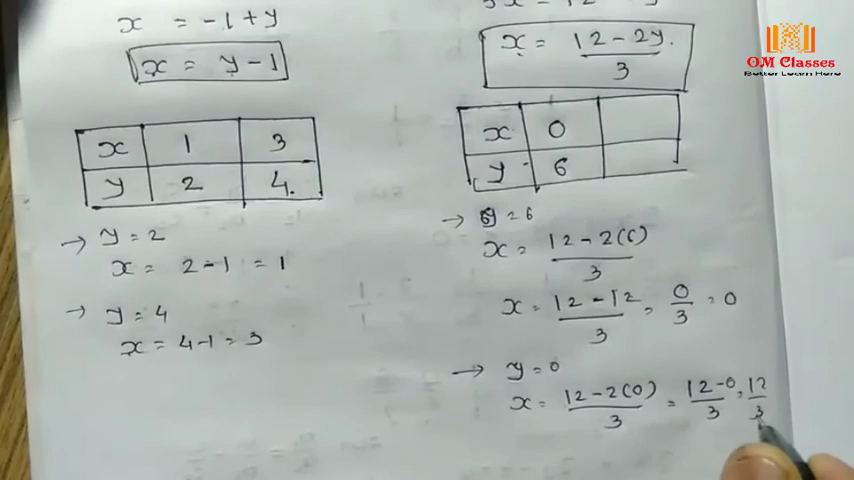 x = -1 + y
x = y - 1
x 1 3
y 2 4.
→ y = 2
x = 2 - 1 = 1
→ y = 4
x = 4 - 1 = 3
x = 12 - 2y.
3
x 0
y 6
→ y = 6
x = 12 - 2(6)
3
x = 12 - 12 = 0 = 0
3 3
→ y = 0
x = 12 - 2(0) = 12 - 0 = 12
3 3 3
OM Classes
Better Learn Here